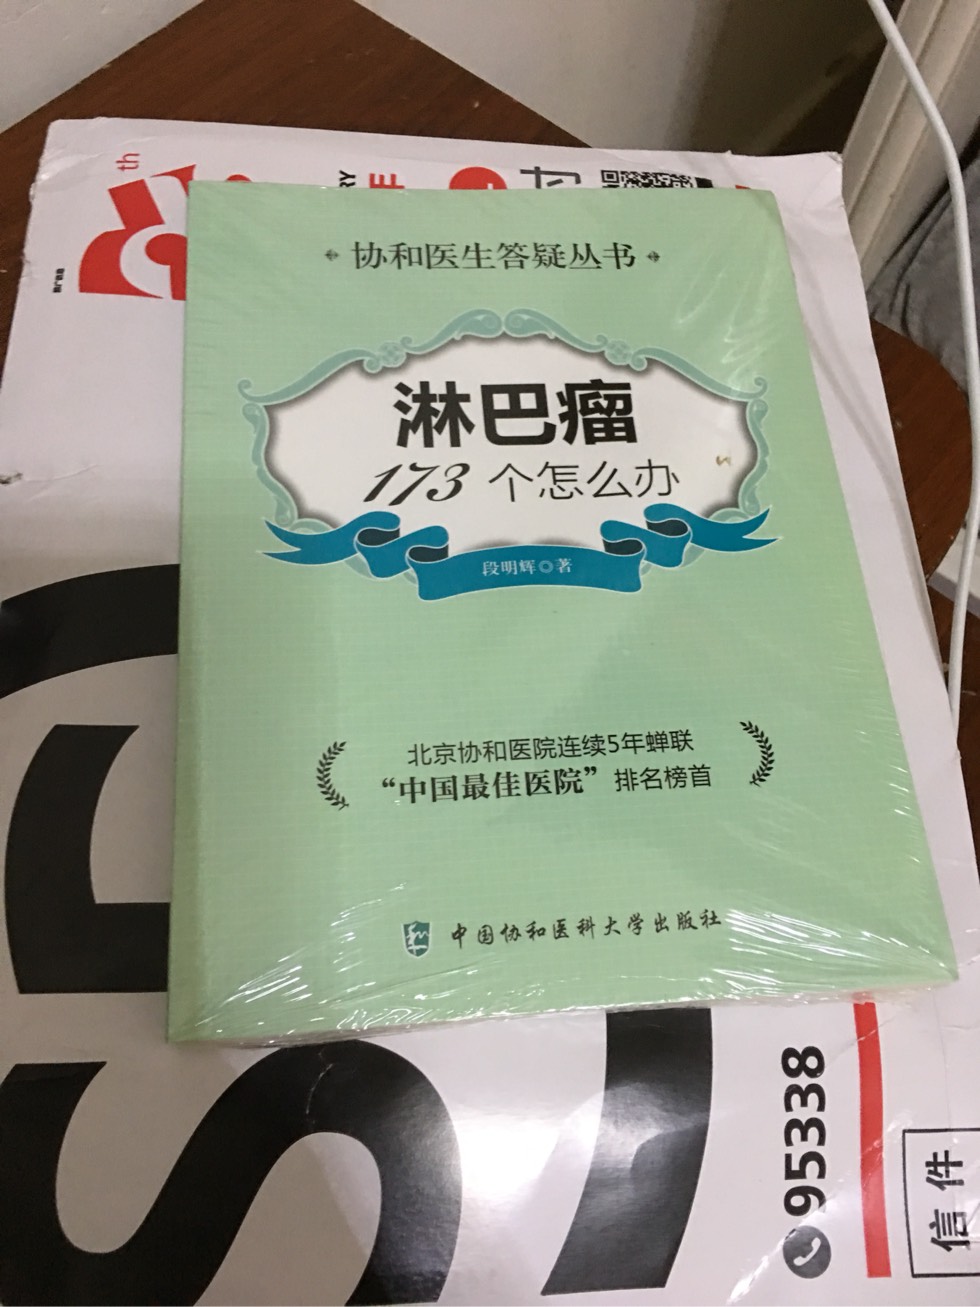 th
协和医生答疑丛书
淋巴瘤
173 个怎么办
段明辉◎著
北京协和医院连续5年蝉联
“中国最佳医院”排名榜首
中国协和医科大学出版社
95338
信件